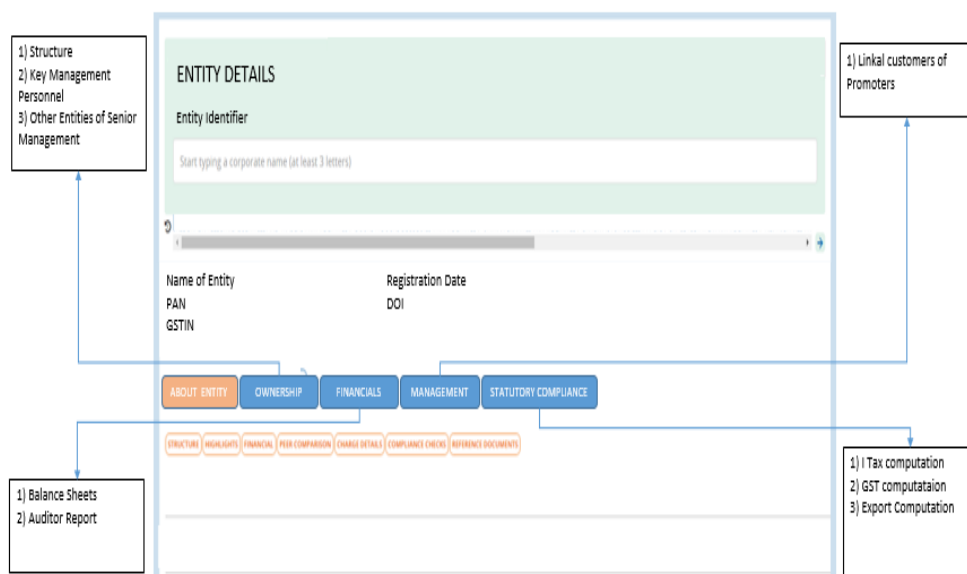 1) Structure
2) Key Management
Personnel
3) Other Entities of Senior
Management
1) Linkal customers of
Promoters
ENTITY DETAILS
Entity Identifier
Start typing a corporate name (at least 3 letters)
Name of Entity
Registration Date
PAN
DOI
GSTIN
ABOUT ENTITY
OWNERSHIP
FINANCIALS
MANAGEMENT
STATUTORY COMPLIANCE
STRUCTURE
HIGHLIGHTS
FINANCIAL
PEER COMPARISON
CHARGE DETAILS
COMPLIANCE CHECKS
REFERENCE DOCUMENTS
1) Balance Sheets
2) Auditor Report
1) I Tax computation
2) GST computataion
3) Export Computation